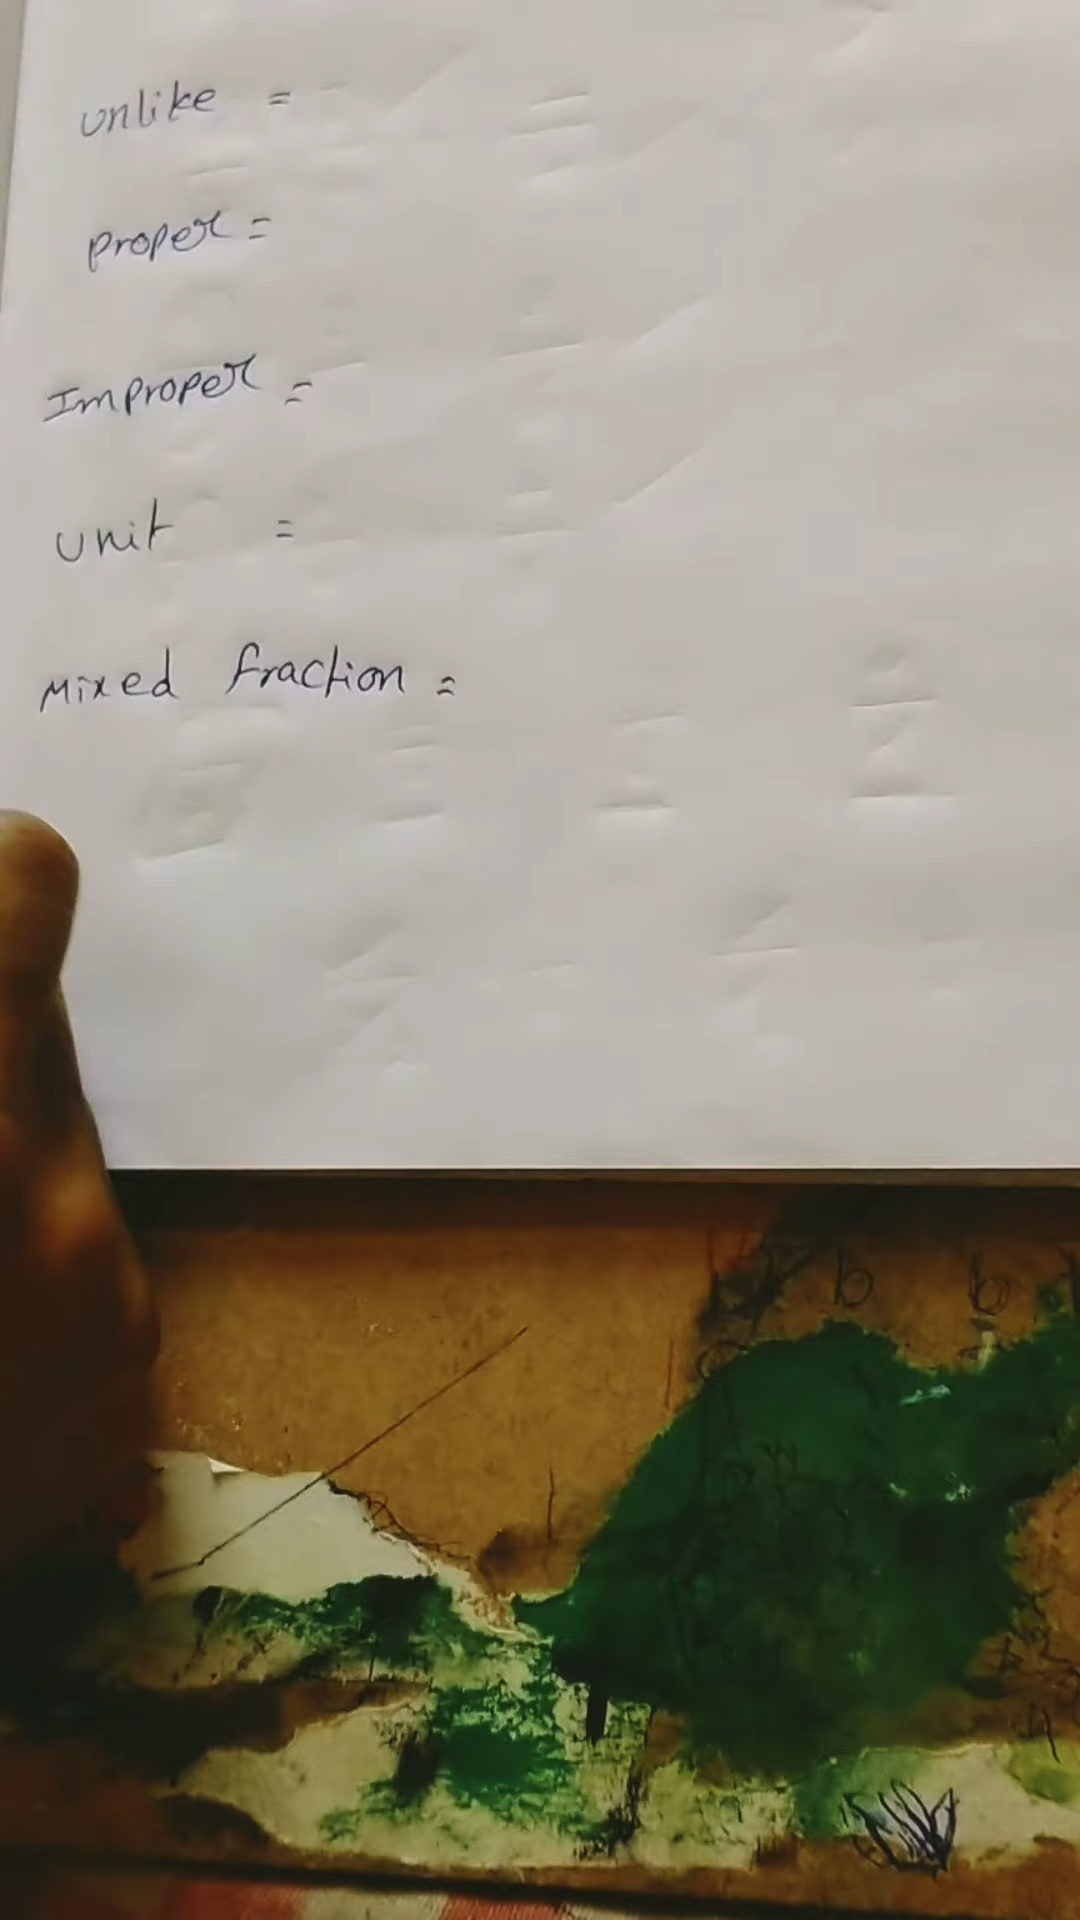 unlike =
Proper =
Improper =
unit =
Mixed fraction =
b b